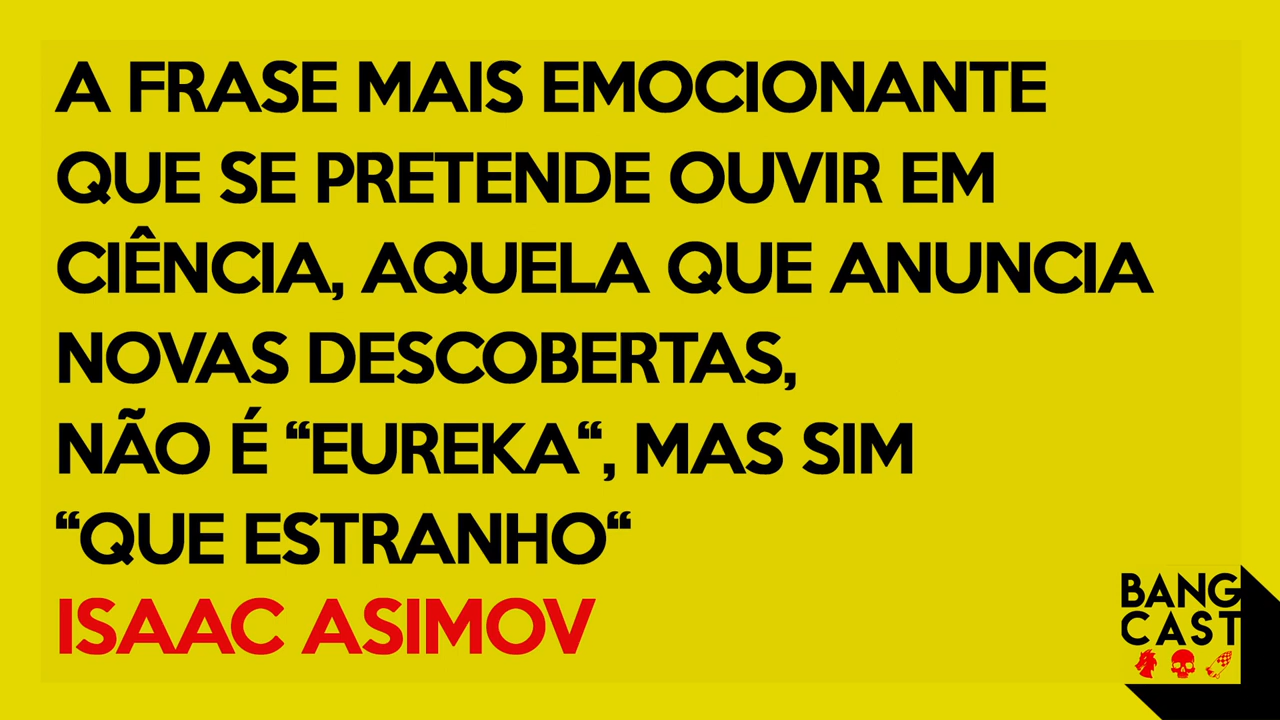 A FRASE MAIS EMOCIONANTE
QUE SE PRETENDE OUVIR EM
CIÊNCIA, AQUELA QUE ANUNCIA
NOVAS DESCOBERTAS,
NÃO É “EUREKA“, MAS SIM
“QUE ESTRANHO“
ISAAC ASIMOV
BANG
CAST